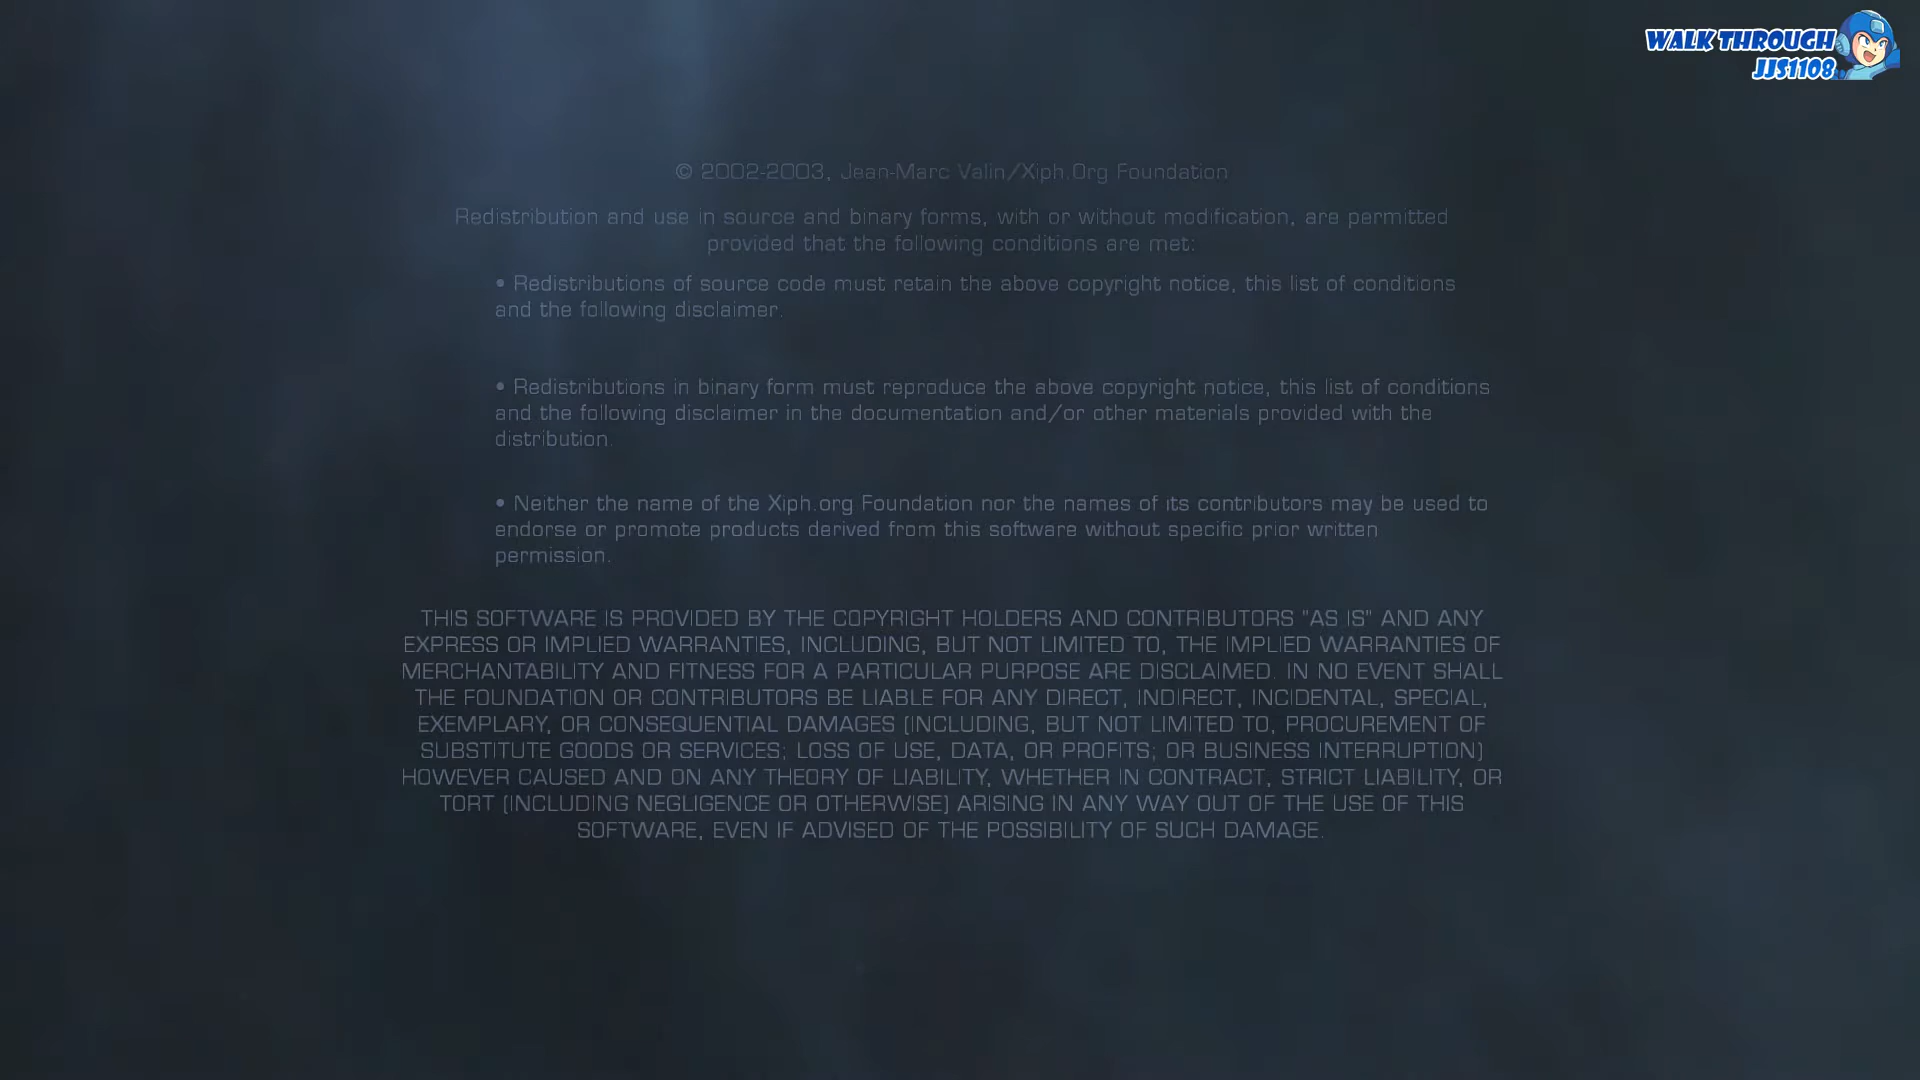 WALK THROUGH
JJS1108
© 2002-2003, Jean-Marc Valin/Xiph.Org Foundation
Redistribution and use in source and binary forms, with or without modification, are permitted
provided that the following conditions are met:
• Redistributions of source code must retain the above copyright notice, this list of conditions
and the following disclaimer.
• Redistributions in binary form must reproduce the above copyright notice, this list of conditions
and the following disclaimer in the documentation and/or other materials provided with the
distribution.
• Neither the name of the Xiph.org Foundation nor the names of its contributors may be used to
endorse or promote products derived from this software without specific prior written
permission.
THIS SOFTWARE IS PROVIDED BY THE COPYRIGHT HOLDERS AND CONTRIBUTORS "AS IS" AND ANY
EXPRESS OR IMPLIED WARRANTIES, INCLUDING, BUT NOT LIMITED TO, THE IMPLIED WARRANTIES OF
MERCHANTABILITY AND FITNESS FOR A PARTICULAR PURPOSE ARE DISCLAIMED. IN NO EVENT SHALL
THE FOUNDATION OR CONTRIBUTORS BE LIABLE FOR ANY DIRECT, INDIRECT, INCIDENTAL, SPECIAL,
EXEMPLARY, OR CONSEQUENTIAL DAMAGES (INCLUDING, BUT NOT LIMITED TO, PROCUREMENT OF
SUBSTITUTE GOODS OR SERVICES; LOSS OF USE, DATA, OR PROFITS; OR BUSINESS INTERRUPTION)
HOWEVER CAUSED AND ON ANY THEORY OF LIABILITY, WHETHER IN CONTRACT, STRICT LIABILITY, OR
TORT (INCLUDING NEGLIGENCE OR OTHERWISE) ARISING IN ANY WAY OUT OF THE USE OF THIS
SOFTWARE, EVEN IF ADVISED OF THE POSSIBILITY OF SUCH DAMAGE.